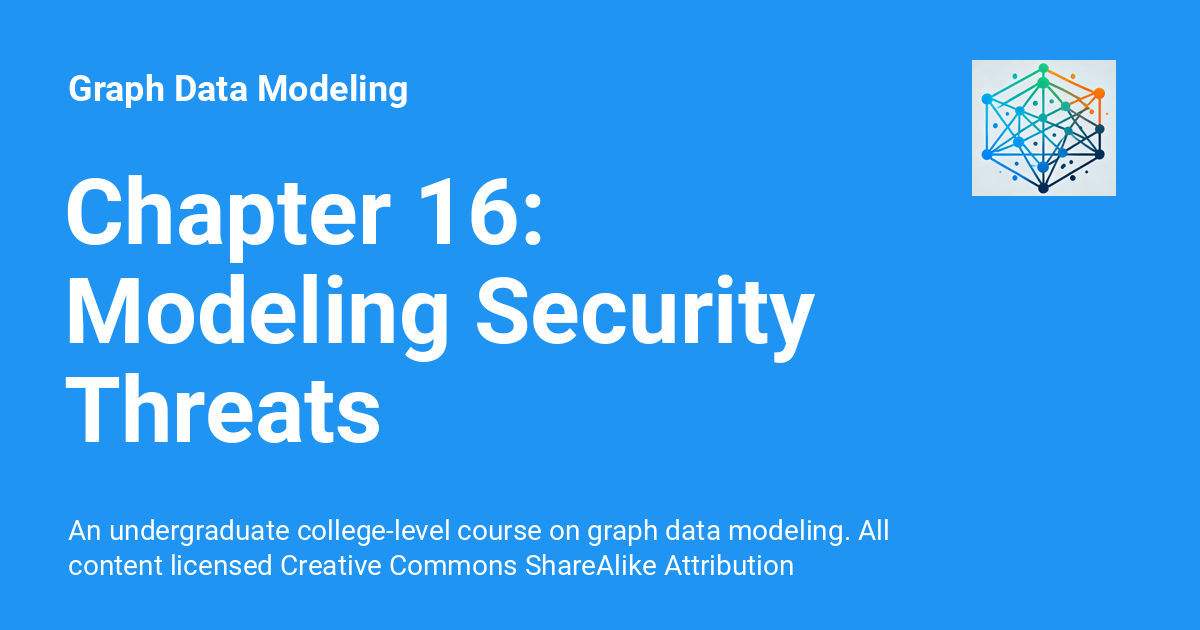 Graph Data Modeling
Chapter 16:
Modeling Security
Threats
An undergraduate college-level course on graph data modeling. All
content licensed Creative Commons ShareAlike Attribution